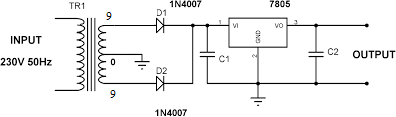 TR1
9
D1
1N4007
7805
INPUT
230V 50Hz
0
1
VI
VO
3
GND
2
C1
C2
OUTPUT
9
D2
1N4007